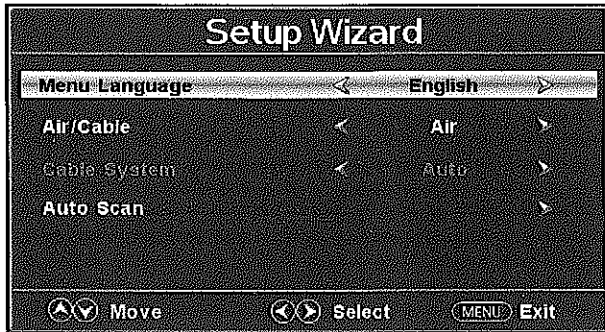 Setup Wizard
Menu Language English
Air/Cable Air
Cable System Auto
Auto Scan
Move Select MENU Exit